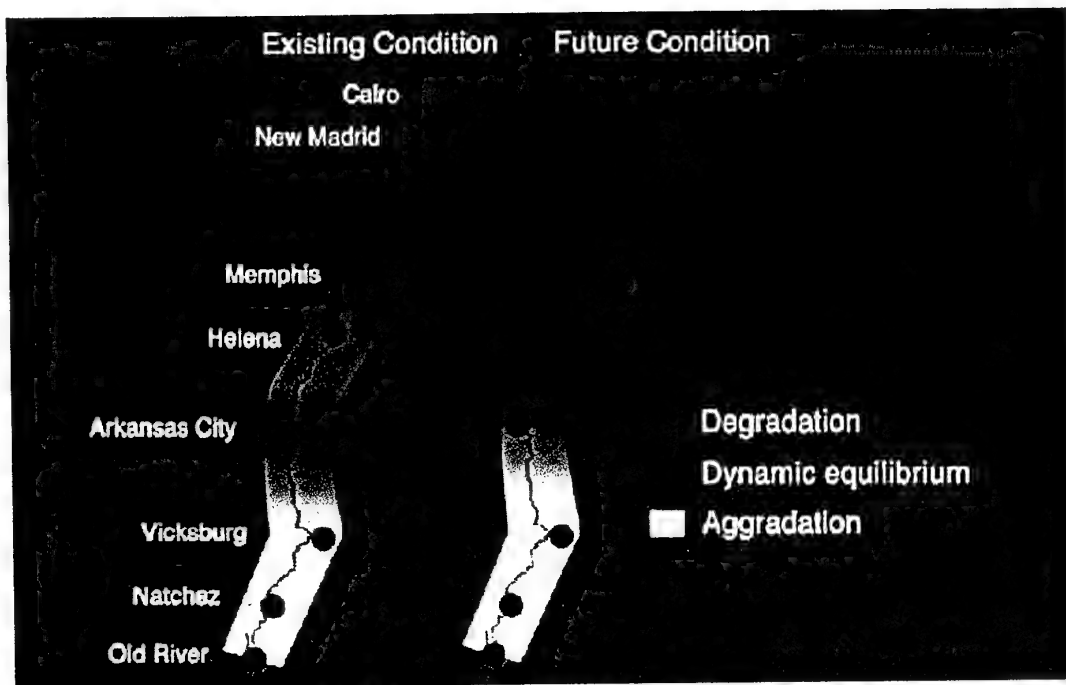 Existing Condition
Future Condition
Cairo
New Madrid
Memphis
Helena
Arkansas City
Vicksburg
Natchez
Old River
Degradation
Dynamic equilibrium
Aggradation